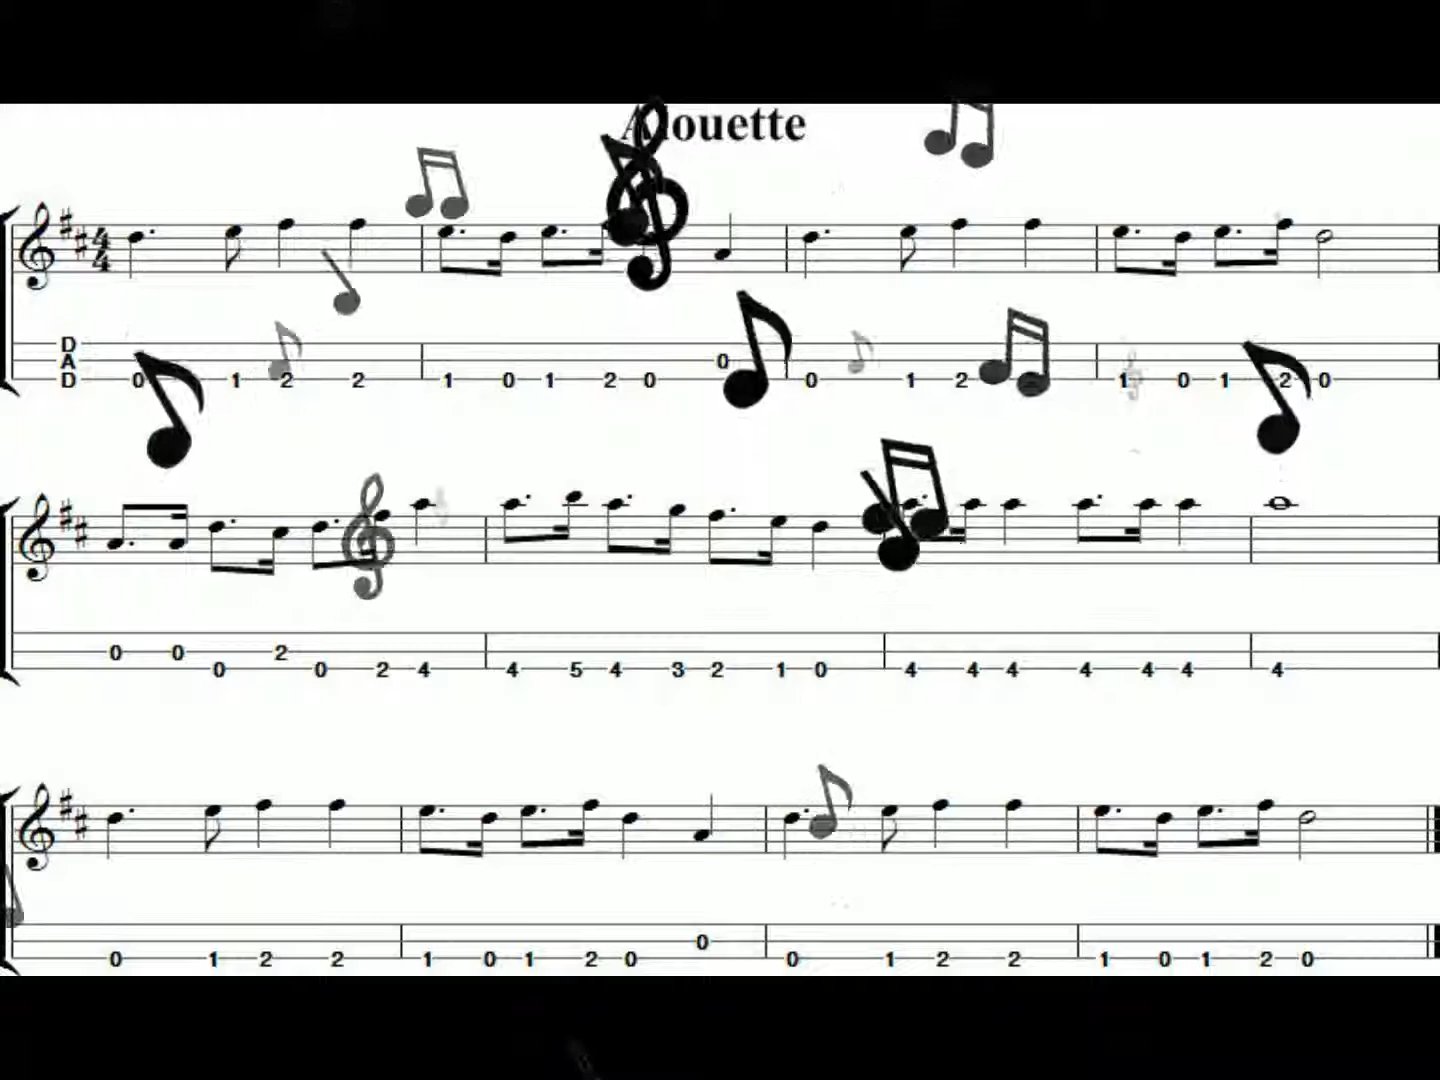 Alouette
4
4
D
A 0
D 0 1 2 2 1 0 1 2 0 0 1 2 1 0 1 2 0
0 0 2
0 0 2 4 4 5 4 3 2 1 0 4 4 4 4 4 4 4
0
0 1 2 2 1 0 1 2 0 0 1 2 2 1 0 1 2 0